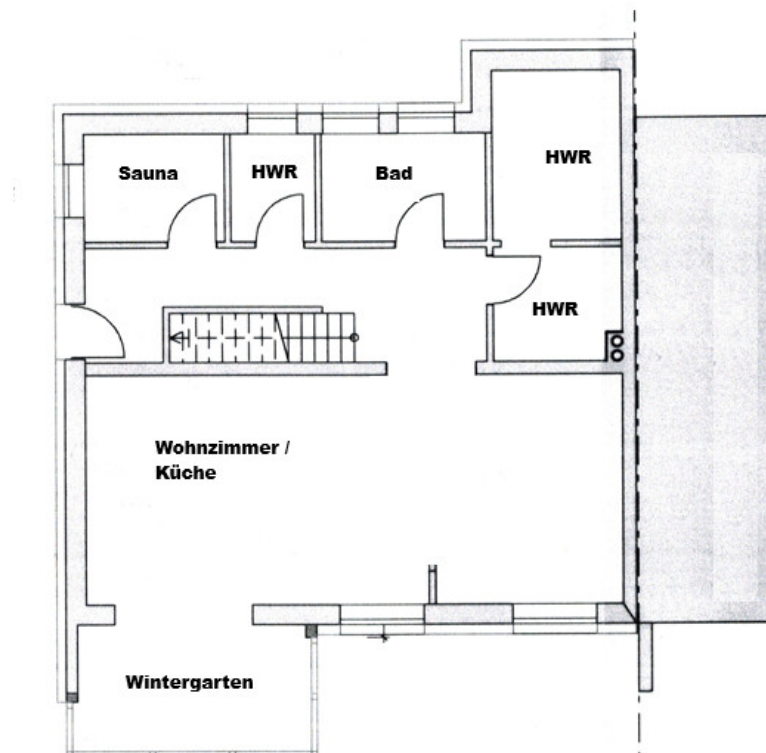 HWR
Sauna
HWR
Bad
HWR
Wohnzimmer /
Küche
Wintergarten